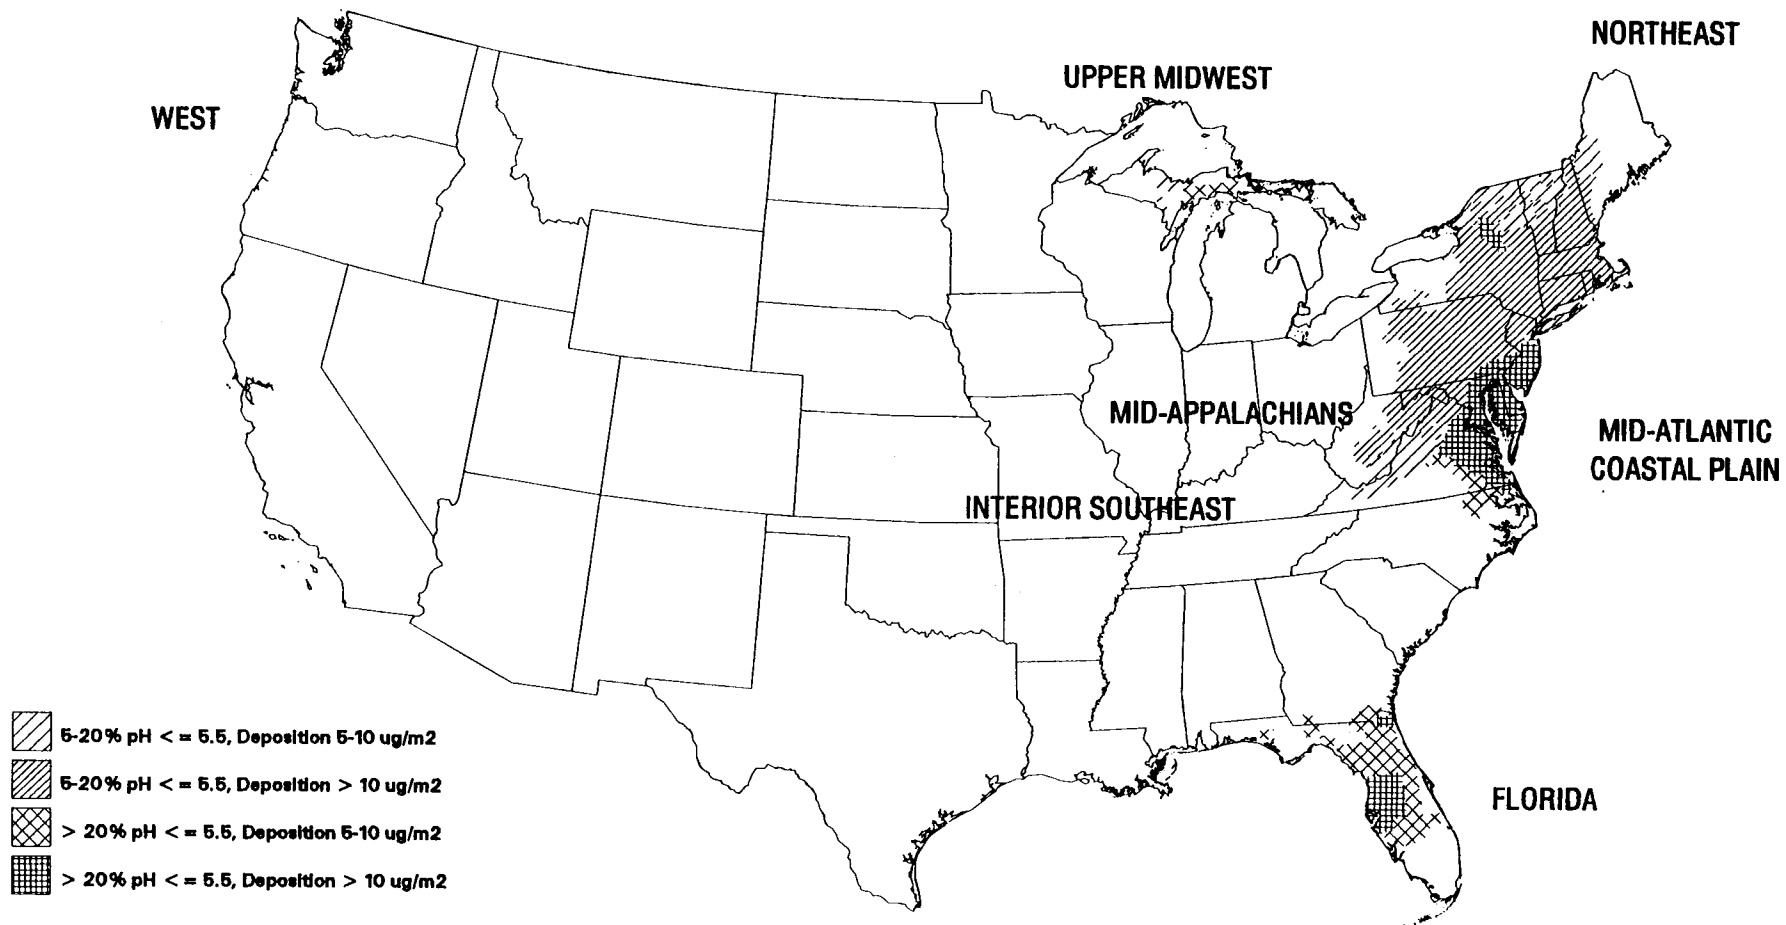 NORTHEAST
UPPER MIDWEST
WEST
MID-APPALACHIANS
MID-ATLANTIC
COASTAL PLAIN
INTERIOR SOUTHEAST
FLORIDA
5-20% pH < = 5.5, Deposition 5-10 ug/m2
5-20% pH < = 5.5, Deposition > 10 ug/m2
> 20% pH < = 5.5, Deposition 5-10 ug/m2
> 20% pH < = 5.5, Deposition > 10 ug/m2